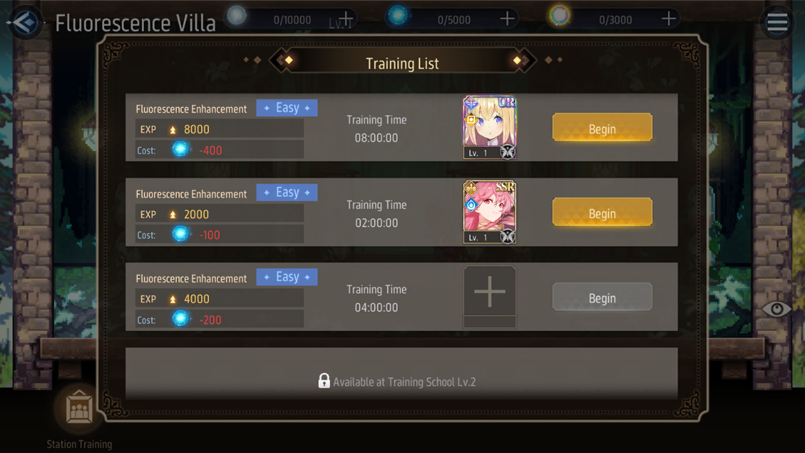 Fluorescence Villa
Lv. 1
0/10000
0/5000
0/3000
Training List
Fluorescence Enhancement
Easy
EXP 8000
Cost: -400
Training Time
08:00:00
UR
Lv. 1
Begin
Fluorescence Enhancement
Easy
EXP 2000
Cost: -100
Training Time
02:00:00
SSR
Lv. 1
Begin
Fluorescence Enhancement
Easy
EXP 4000
Cost: -200
Training Time
04:00:00
Begin
Available at Training School Lv.2
Station Training